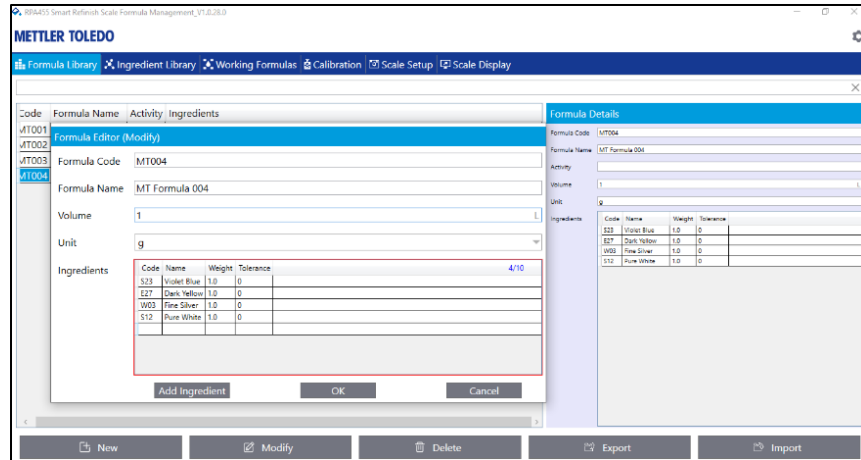 RPA455 Smart Refinish Scale Formula Management_V1.0.28.0
METTLER TOLEDO
Formula Library Ingredient Library Working Formulas Calibration Scale Setup Scale Display
Code Formula Name Activity Ingredients
MT001
MT002
MT003
MT004
Formula Editor (Modify)
Formula Code MT004
Formula Name MT Formula 004
Volume 1 L
Unit g
Ingredients
Code Name Weight Tolerance 4/10
S23 Violet Blue 1.0 0
E27 Dark Yellow 1.0 0
W03 Fine Silver 1.0 0
S12 Pure White 1.0 0
Add Ingredient OK Cancel
Formula Details
Formula Code MT004
Formula Name MT Formula 004
Activity
Volume 1 L
Unit g
Ingredients
Code Name Weight Tolerance
S23 Violet Blue 1.0 0
E27 Dark Yellow 1.0 0
W03 Fine Silver 1.0 0
S12 Pure White 1.0 0
New Modify Delete Export Import